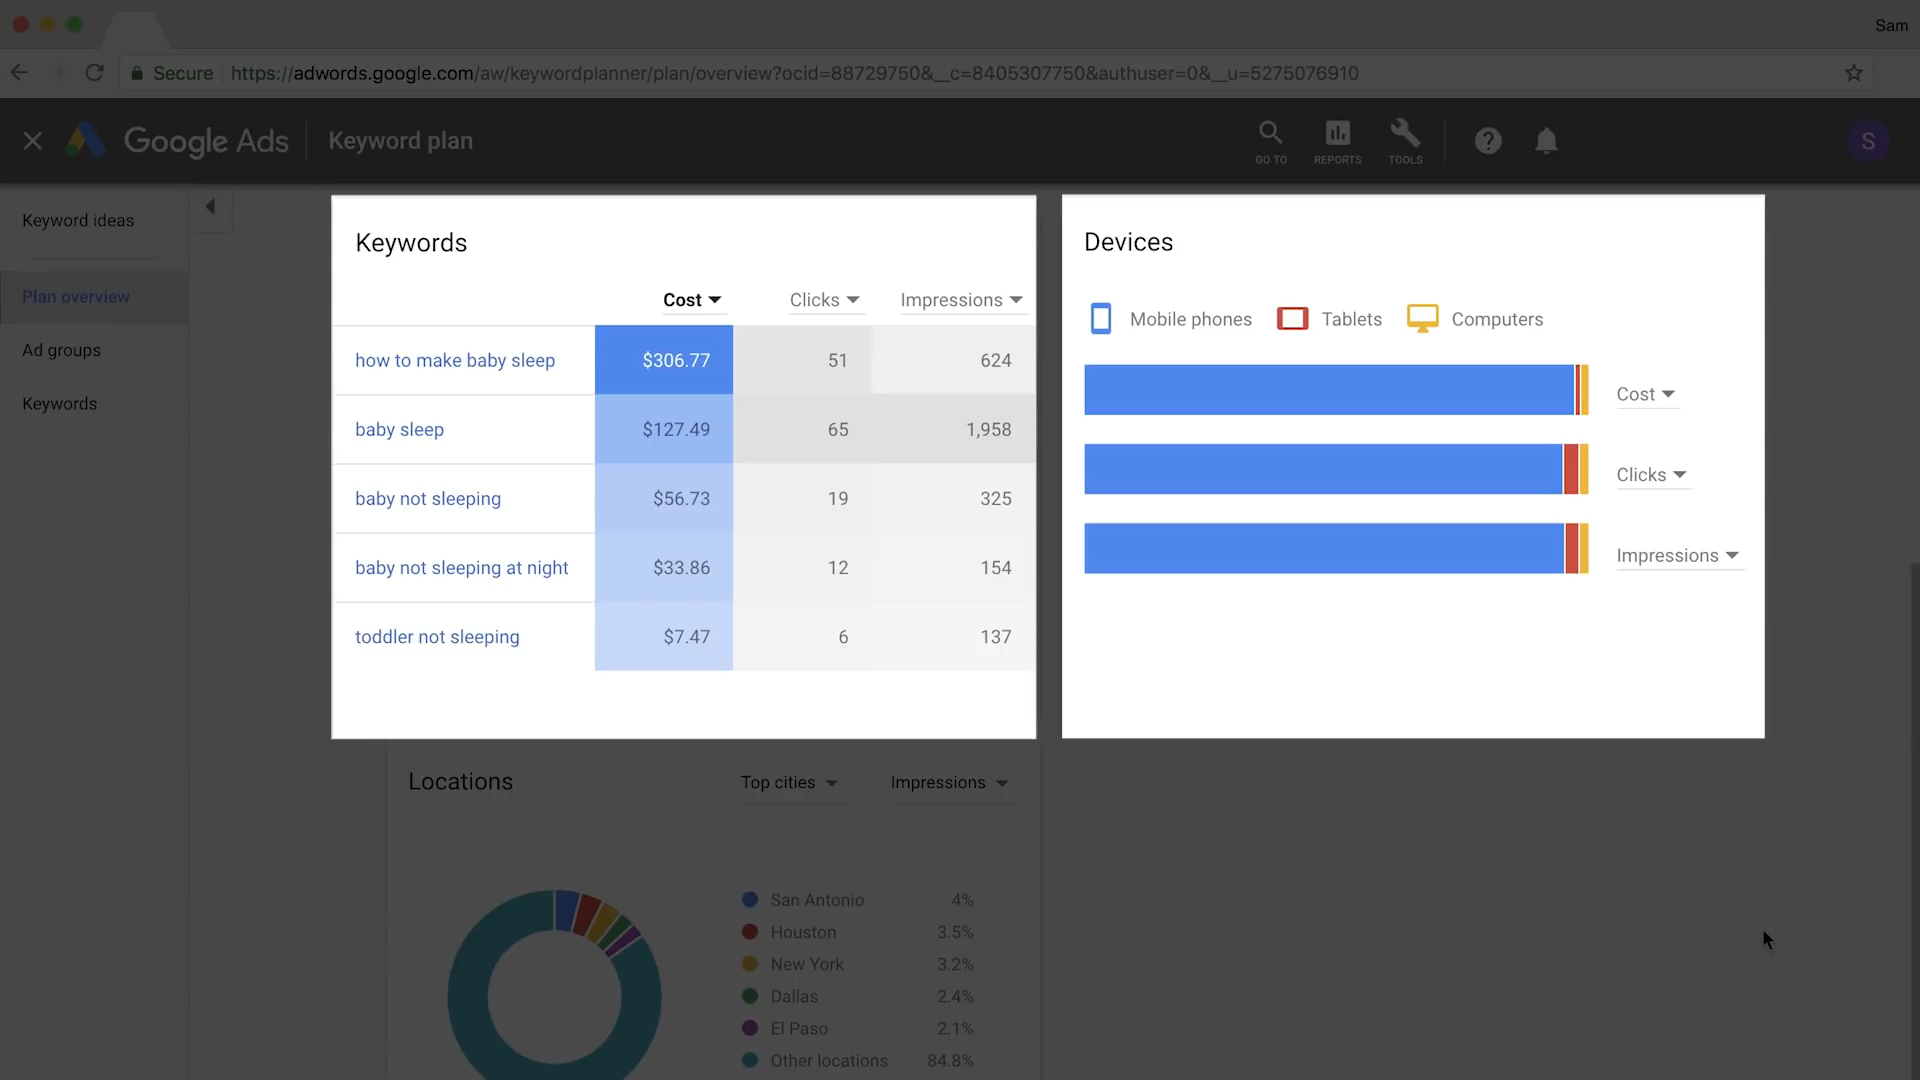 Sam
Secure https://adwords.google.com/aw/keywordplanner/plan/overview?ocid=88729750&__c=8405307750&authuser=0&__u=5275076910
Google Ads Keyword plan
GO TO REPORTS TOOLS ? S
Keyword ideas
Plan overview
Ad groups
Keywords
Keywords
Cost Clicks Impressions
how to make baby sleep $306.77 51 624
baby sleep $127.49 65 1,958
baby not sleeping $56.73 19 325
baby not sleeping at night $33.86 12 154
toddler not sleeping $7.47 6 137
Devices
Mobile phones Tablets Computers
Cost
Clicks
Impressions
Locations Top cities Impressions
San Antonio 4%
Houston 3.5%
New York 3.2%
Dallas 2.4%
El Paso 2.1%
Other locations 84.8%